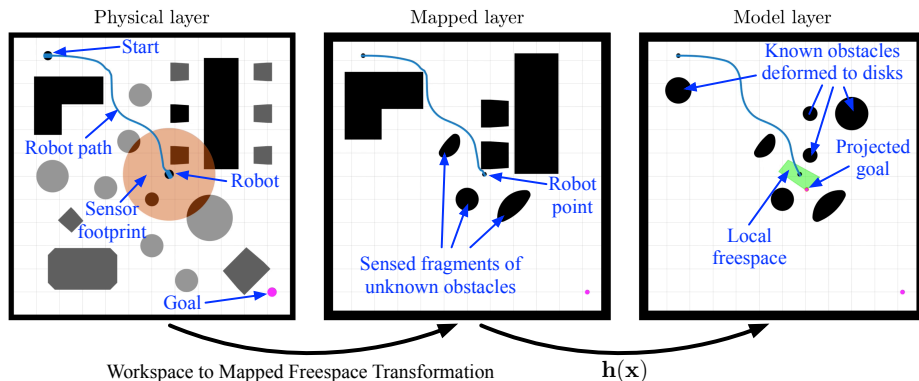 Physical layer
Mapped layer
Model layer
Start
Robot path
Robot
Sensor
footprint
Goal
Robot
point
Sensed fragments of
unknown obstacles
Known obstacles
deformed to disks
Projected
goal
Local
freespace
Workspace to Mapped Freespace Transformation
h(x)